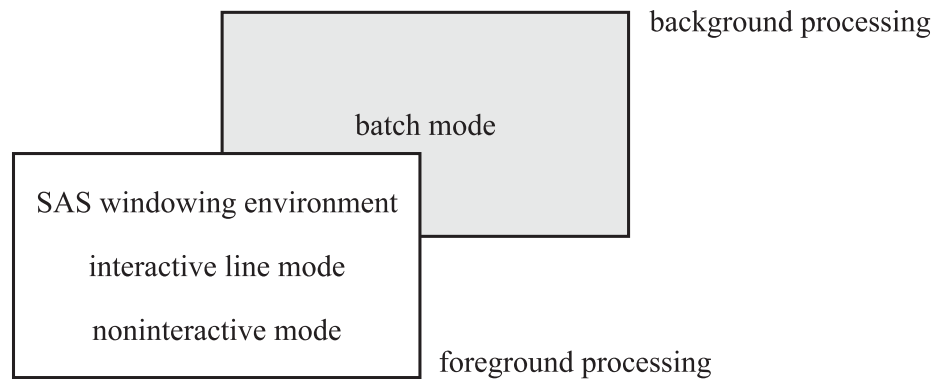 background processing
batch mode
SAS windowing environment
interactive line mode
noninteractive mode
foreground processing